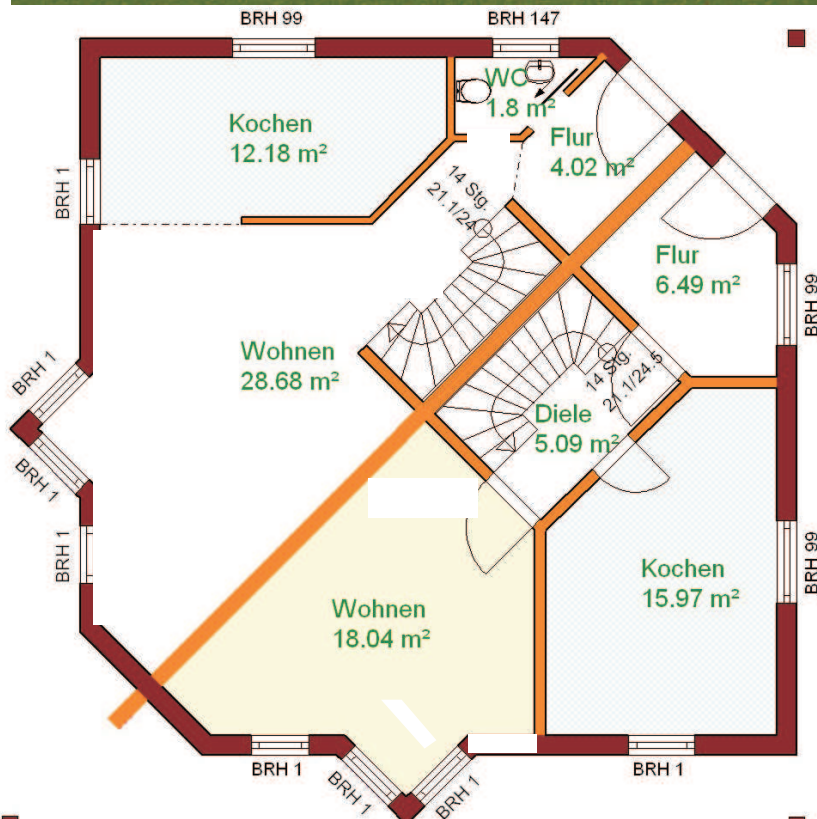 BRH 99
BRH 147
WC
1.8 m²
Kochen
12.18 m²
Flur
4.02 m²
BRH 1
14 Stg.
21.1/24
Flur
6.49 m²
BRH 99
Wohnen
28.68 m²
BRH 1
14 Stg.
21.1/24.5
Diele
5.09 m²
BRH 1
BRH 1
BRH 99
Kochen
15.97 m²
Wohnen
18.04 m²
BRH 1
BRH 1
BRH 1
BRH 1